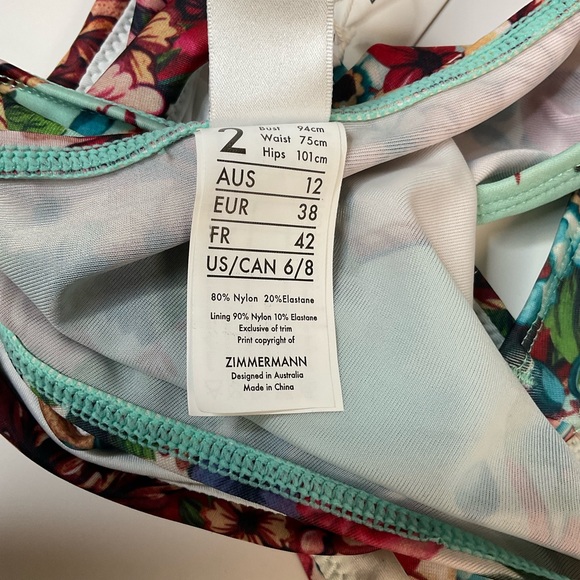 2
Bust 94cm
Waist 75cm
Hips 101cm
AUS 12
EUR 38
FR 42
US/CAN 6/8
80% Nylon 20%Elastane
Lining 90% Nylon 10% Elastane
Exclusive of trim
Print copyright of
ZIMMERMANN
Designed in Australia
Made in China